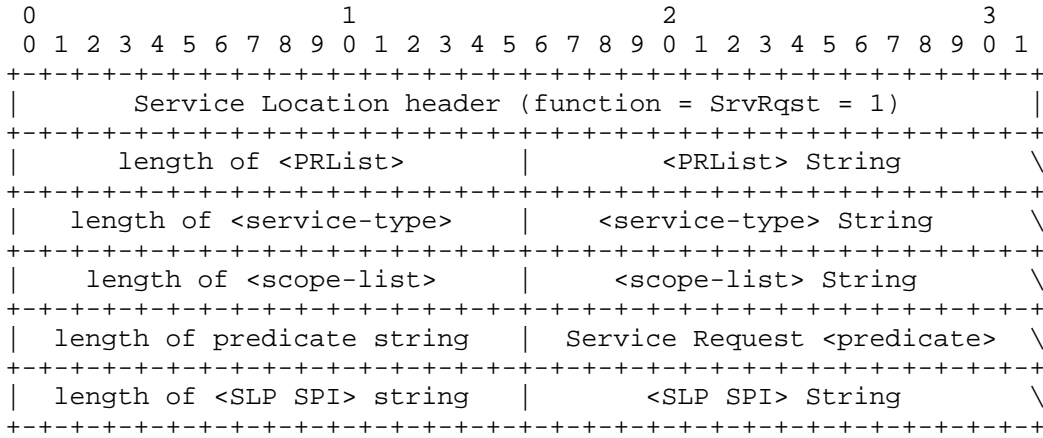 0                   1                   2                   3
 0 1 2 3 4 5 6 7 8 9 0 1 2 3 4 5 6 7 8 9 0 1 2 3 4 5 6 7 8 9 0 1
+-+-+-+-+-+-+-+-+-+-+-+-+-+-+-+-+-+-+-+-+-+-+-+-+-+-+-+-+-+-+-+-+
|       Service Location header (function = SrvRqst = 1)        |
+-+-+-+-+-+-+-+-+-+-+-+-+-+-+-+-+-+-+-+-+-+-+-+-+-+-+-+-+-+-+-+-+
|      length of <PRList>       |        <PRList> String        \
+-+-+-+-+-+-+-+-+-+-+-+-+-+-+-+-+-+-+-+-+-+-+-+-+-+-+-+-+-+-+-+-+
|   length of <service-type>    |    <service-type> String      \
+-+-+-+-+-+-+-+-+-+-+-+-+-+-+-+-+-+-+-+-+-+-+-+-+-+-+-+-+-+-+-+-+
|    length of <scope-list>     |     <scope-list> String       \
+-+-+-+-+-+-+-+-+-+-+-+-+-+-+-+-+-+-+-+-+-+-+-+-+-+-+-+-+-+-+-+-+
|  length of predicate string   |  Service Request <predicate>  \
+-+-+-+-+-+-+-+-+-+-+-+-+-+-+-+-+-+-+-+-+-+-+-+-+-+-+-+-+-+-+-+-+
|  length of <SLP SPI> string   |       <SLP SPI> String        \
+-+-+-+-+-+-+-+-+-+-+-+-+-+-+-+-+-+-+-+-+-+-+-+-+-+-+-+-+-+-+-+-+